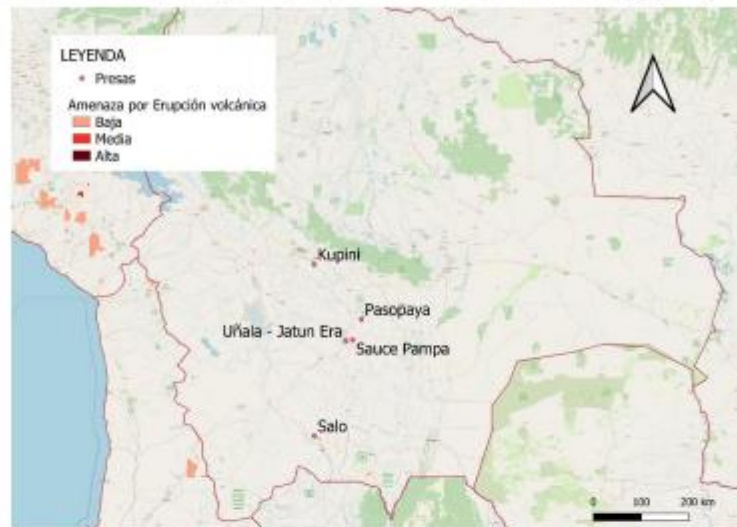 LEYENDA
Presas
Amenaza por Erupción volcánica
Baja
Media
Alta
Kupini
Pasopaya
Uñala - Jatun Era
Sauce Pampa
Salo
0 100 200 km